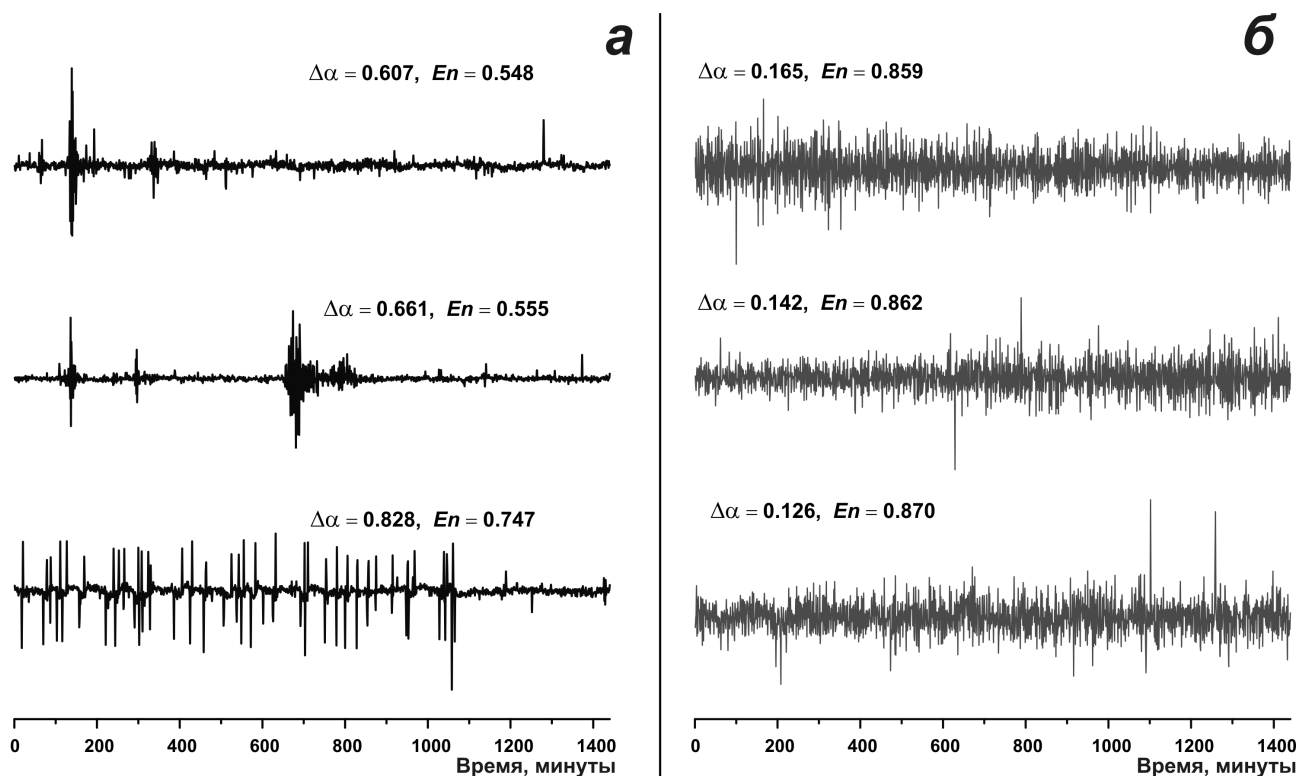 а
Δα = 0.607, En = 0.548
Δα = 0.661, En = 0.555
Δα = 0.828, En = 0.747
0 200 400 600 800 1000 1200 1400
Время, минуты
б
Δα = 0.165, En = 0.859
Δα = 0.142, En = 0.862
Δα = 0.126, En = 0.870
0 200 400 600 800 1000 1200 1400
Время, минуты